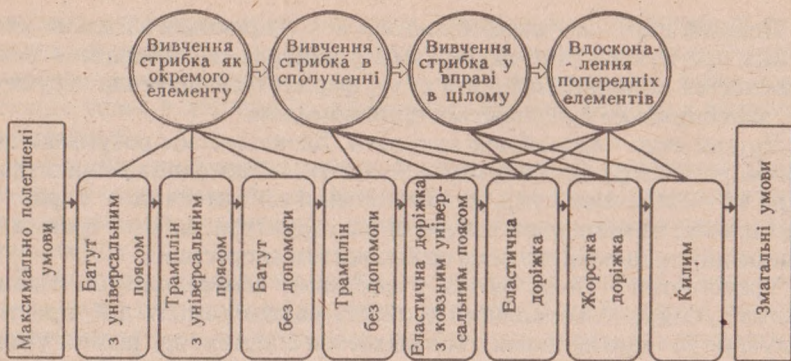 Вивчення
стрибка як
окремого
елементу
Вивчення
стрибка в
сполученні
Вивчення
стрибка у
вправі
в цілому
Вдоскона-
лення
попередніх
елементів
Максимально полегшені
умови
Батут
з універсальним
поясом
Трамплін
з універсальним
поясом
Батут
без допомоги
Трамплін
без допомоги
Еластична доріжка
з ковзним універ-
сальним поясом
Еластична
доріжка
Жорстка
доріжка
Килим
Змагальні умови